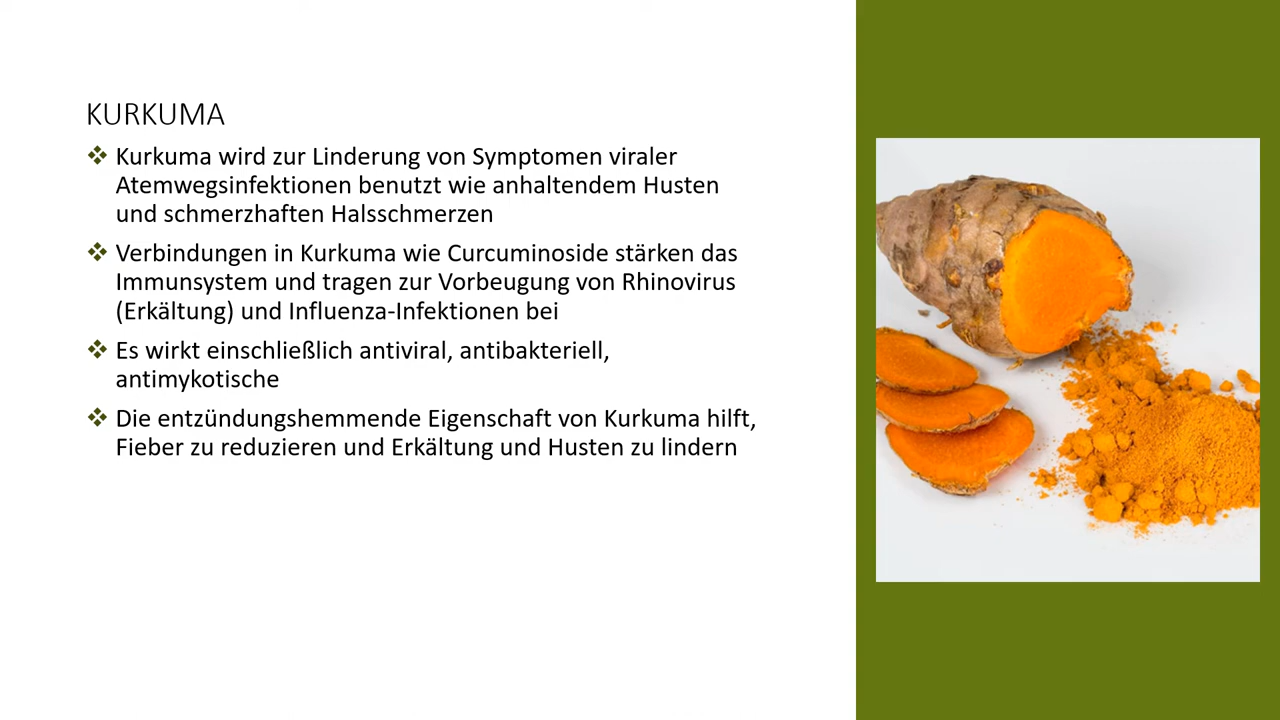 KURKUMA
Kurkuma wird zur Linderung von Symptomen viraler
Atemwegsinfektionen benutzt wie anhaltendem Husten
und schmerzhaften Halsschmerzen
Verbindungen in Kurkuma wie Curcuminoside stärken das
Immunsystem und tragen zur Vorbeugung von Rhinovirus
(Erkältung) und Influenza-Infektionen bei
Es wirkt einschließlich antiviral, antibakteriell,
antimykotische
Die entzündungshemmende Eigenschaft von Kurkuma hilft,
Fieber zu reduzieren und Erkältung und Husten zu lindern